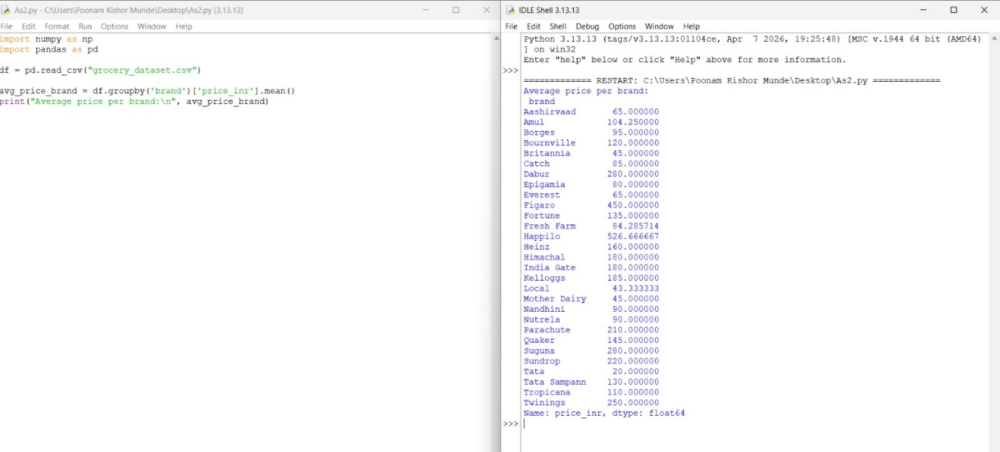 As2.py - C:\Users\Poonam Kishor Munde\Desktop\As2.py (3.13.13)
File Edit Format Run Options Window Help
import numpy as np
import pandas as pd
df = pd.read_csv("grocery_dataset.csv")
avg_price_brand = df.groupby('brand')['price_inr'].mean()
print("Average price per brand:\n", avg_price_brand)
IDLE Shell 3.13.13
File Edit Shell Debug Options Window Help
Python 3.13.13 (tags/v3.13.13:01104ce, Apr  7 2026, 19:25:48) [MSC v.1944 64 bit (AMD64)
] on win32
Enter "help" below or click "Help" above for more information.
>>>
============= RESTART: C:\Users\Poonam Kishor Munde\Desktop\As2.py =============
Average price per brand:
 brand
Aashirvaad       65.000000
Amul            104.250000
Borges           95.000000
Bournville      120.000000
Britannia        45.000000
Catch            85.000000
Dabur           280.000000
Epigamia         80.000000
Everest          65.000000
Figaro          450.000000
Fortune         135.000000
Fresh Farm       84.285714
Happilo         526.666667
Heinz           160.000000
Himachal        180.000000
India Gate      180.000000
Kelloggs        185.000000
Local            43.333333
Mother Dairy     45.000000
Nandhini         90.000000
Nutrela          90.000000
Parachute       210.000000
Quaker          145.000000
Suguna          280.000000
Sundrop         220.000000
Tata             20.000000
Tata Sampann    130.000000
Tropicana       110.000000
Twinings        250.000000
Name: price_inr, dtype: float64
>>>